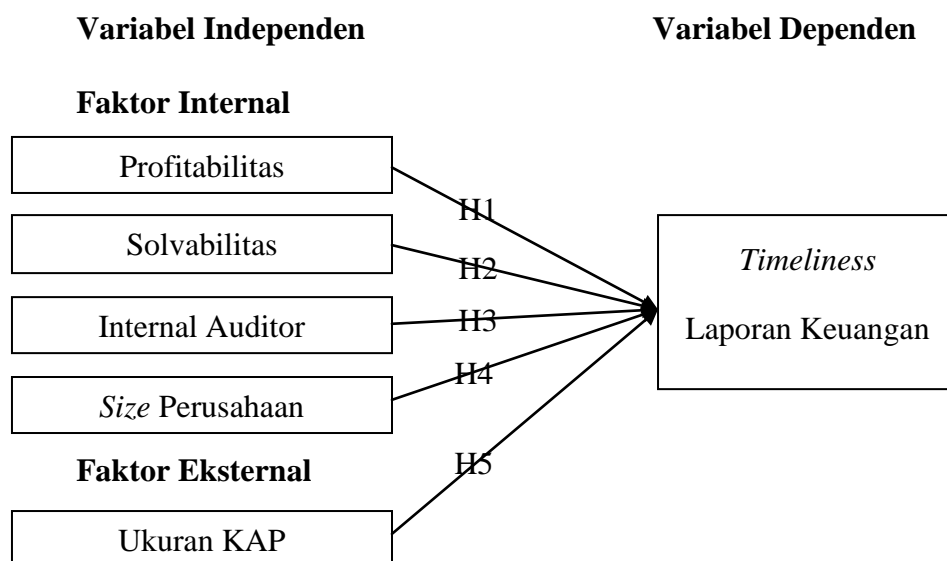 Variabel Independen
Variabel Dependen
Faktor Internal
Profitabilitas
H1
Solvabilitas
H2
Timeliness
Internal Auditor
H3
Laporan Keuangan
Size Perusahaan
H4
Faktor Eksternal
H5
Ukuran KAP